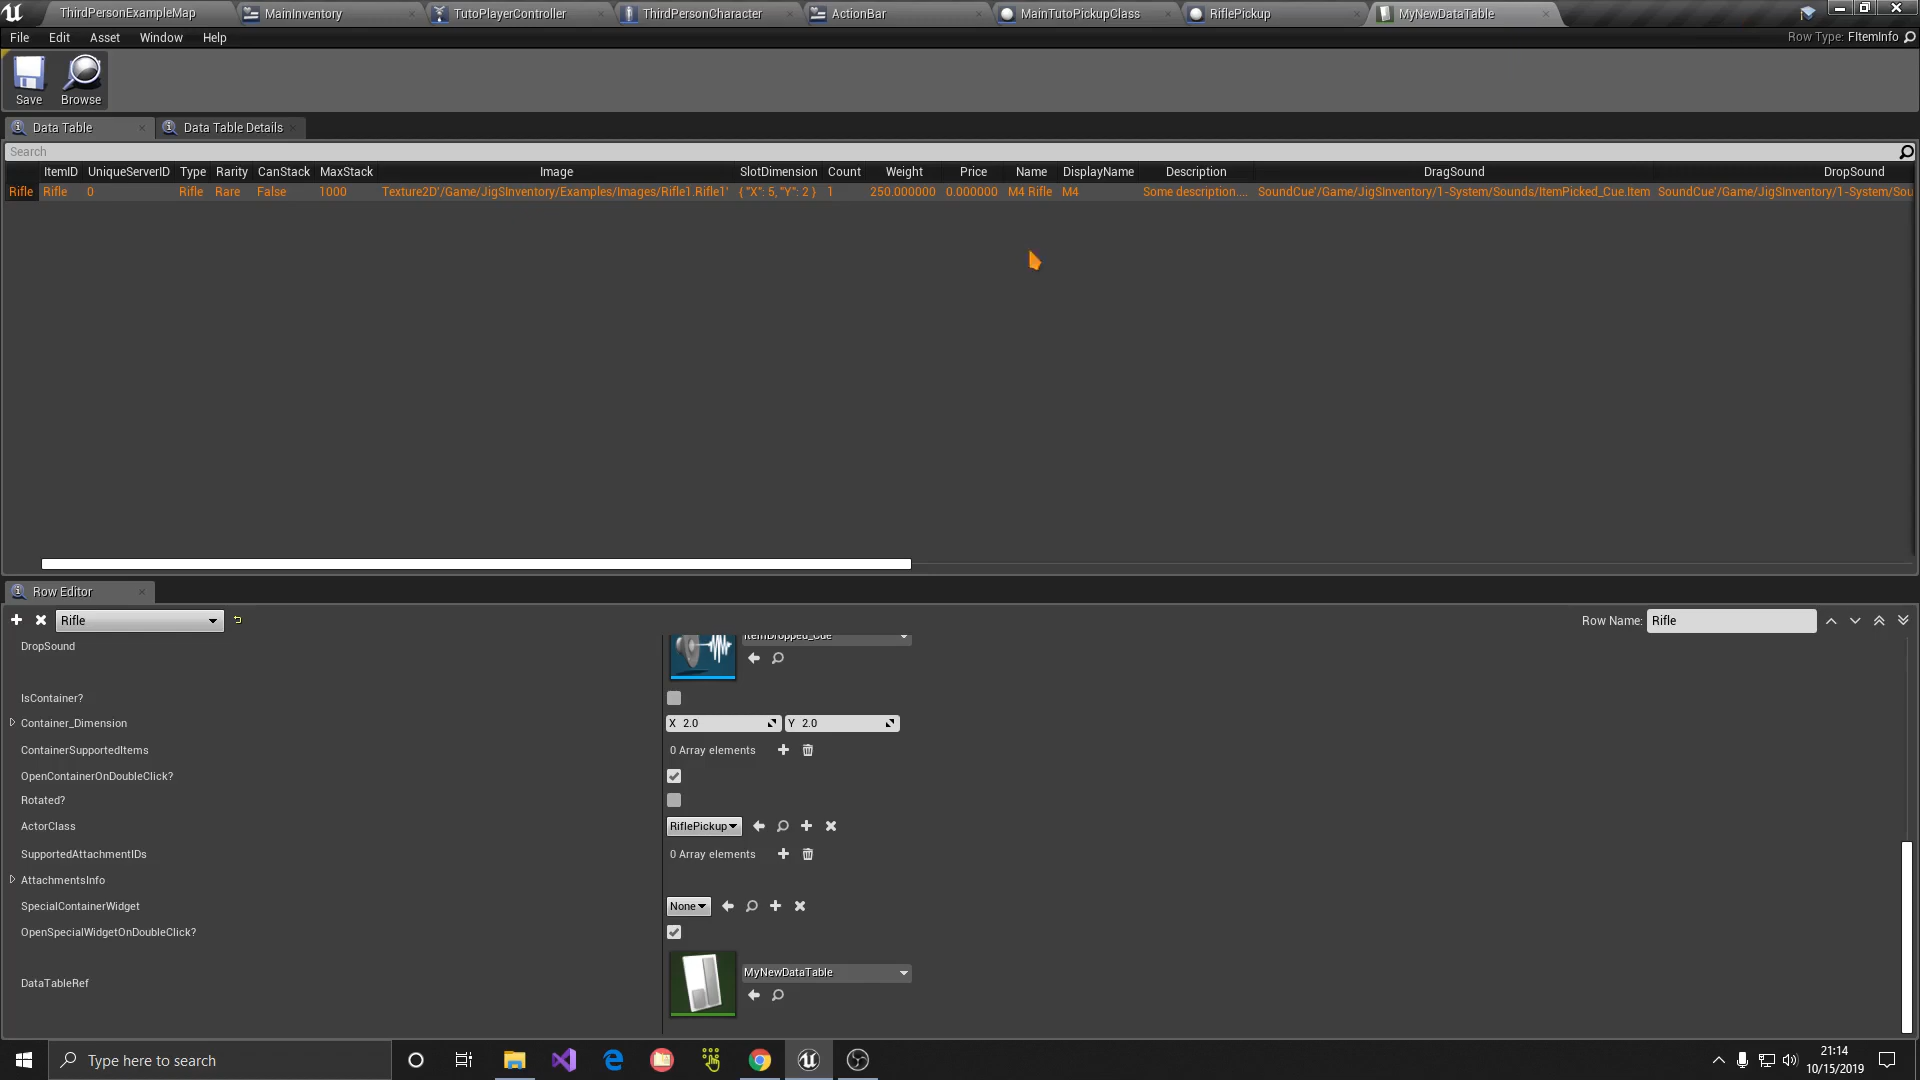 ThirdPersonExampleMap MainInventory TutoPlayerController ThirdPersonCharacter ActionBar MainTutoPickupClass RiflePickup MyNewDataTable
File Edit Asset Window Help Row Type: FItemInfo
Save Browse
Data Table Data Table Details
Search
ItemID UniqueServerID Type Rarity CanStack MaxStack Image SlotDimension Count Weight Price Name DisplayName Description DragSound DropSound
Rifle Rifle 0 Rifle Rare False 1000 Texture2D'/Game/JigSInventory/Examples/Images/Rifle1.Rifle1' { "X": 5, "Y": 2 } 1 250.000000 0.000000 M4 Rifle M4 Some description.... SoundCue'/Game/JigSInventory/1-System/Sounds/ItemPicked_Cue.Item SoundCue'/Game/JigSInventory/1-System/Sou
Row Editor
Rifle Row Name: Rifle
DropSound ItemDropped_Cue
IsContainer?
Container_Dimension X 2.0 Y 2.0
ContainerSupportedItems 0 Array elements
OpenContainerOnDoubleClick?
Rotated?
ActorClass RiflePickup
SupportedAttachmentIDs 0 Array elements
AttachmentsInfo
SpecialContainerWidget None
OpenSpecialWidgetOnDoubleClick?
DataTableRef MyNewDataTable
Type here to search
21:14
10/15/2019